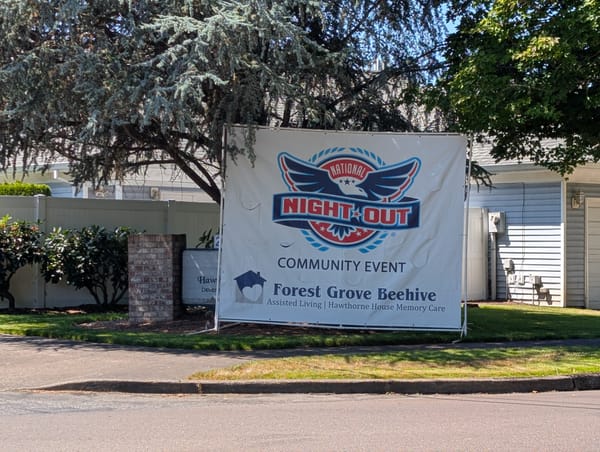 NATIONAL
NIGHT OUT
COMMUNITY EVENT
Forest Grove Beehive
Assisted Living | Hawthorne House Memory Care